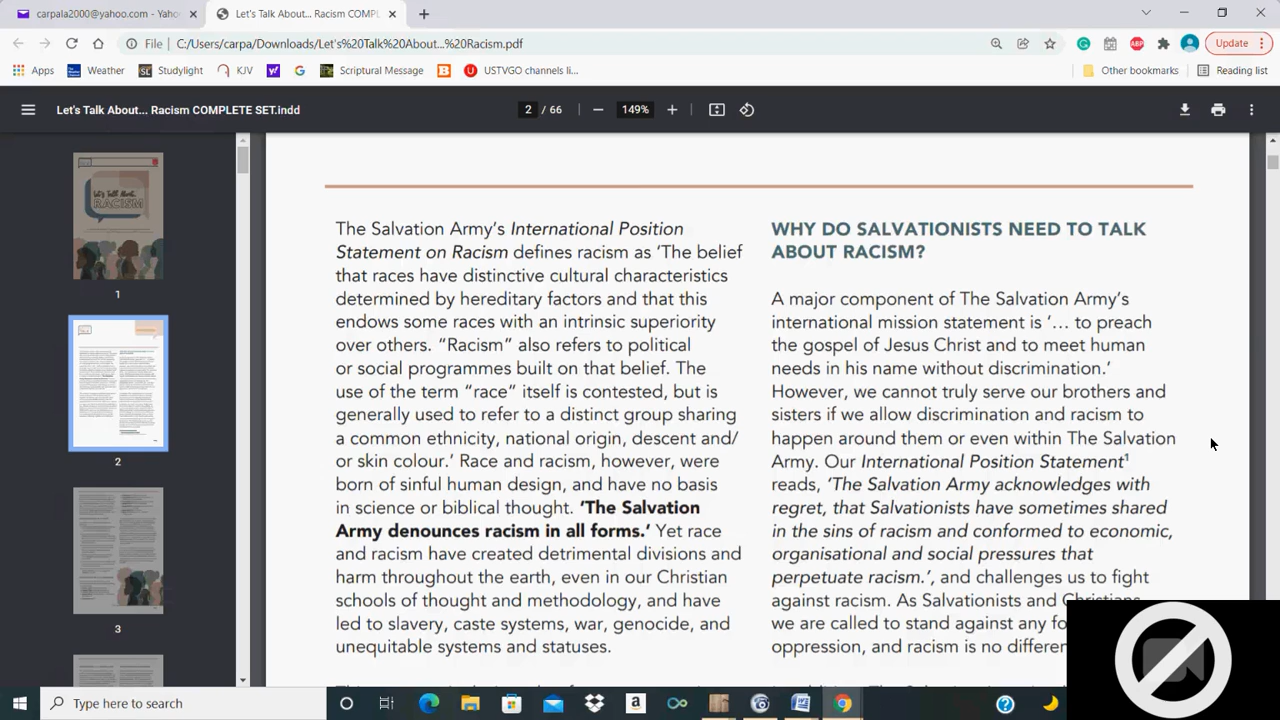 carpala2000@yahoo.com - Yaho
Let's Talk About... Racism COMPL
File
C:/Users/carpa/Downloads/Let's%20Talk%20About...%20Racism.pdf
ABP
Update
Apps
Weather
SL Studylight
KJV
Scriptural Message
USTVGO channels li...
Other bookmarks
Reading list
Let's Talk About... Racism COMPLETE SET.indd
2 / 66
149%
Let's Talk About...
RACISM
1
2
3
The Salvation Army's International Position
Statement on Racism defines racism as 'The belief
that races have distinctive cultural characteristics
determined by hereditary factors and that this
endows some races with an intrinsic superiority
over others. "Racism" also refers to political
or social programmes built on that belief. The
use of the term "race" itself is contested, but is
generally used to refer to a distinct group sharing
a common ethnicity, national origin, descent and/
or skin colour.' Race and racism, however, were
born of sinful human design, and have no basis
in science or biblical thought. 'The Salvation
Army denounces racism in all forms.' Yet race
and racism have created detrimental divisions and
harm throughout the earth, even in our Christian
schools of thought and methodology, and have
led to slavery, caste systems, war, genocide, and
unequitable systems and statuses.
WHY DO SALVATIONISTS NEED TO TALK
ABOUT RACISM?
A major component of The Salvation Army's
international mission statement is '… to preach
the gospel of Jesus Christ and to meet human
needs in his name without discrimination.'
However, we cannot truly serve our brothers and
sisters if we allow discrimination and racism to
happen around them or even within The Salvation
Army. Our International Position Statement¹
reads, 'The Salvation Army acknowledges with
regret, that Salvationists have sometimes shared
in the sins of racism and conformed to economic,
organisational and social pressures that
perpetuate racism.', and challenges us to fight
against racism. As Salvationists and Christians,
we are called to stand against any fo
oppression, and racism is no differen
Type here to search